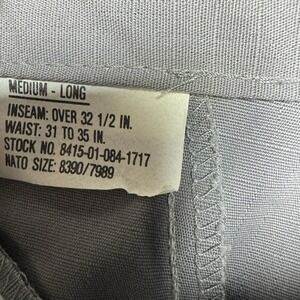 MEDIUM - LONG
INSEAM: OVER 32 1/2 IN.
WAIST: 31 TO 35 IN.
STOCK NO. 8415-01-084-1717
NATO SIZE: 8390/7989